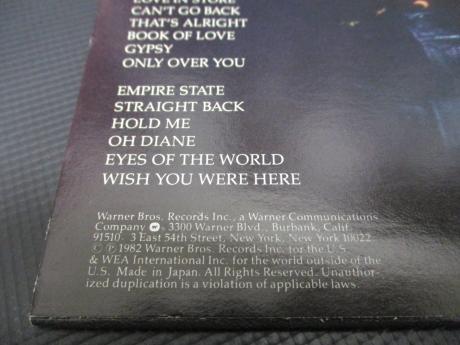 LOVE IN STORE
CAN'T GO BACK
THAT'S ALRIGHT
BOOK OF LOVE
GYPSY
ONLY OVER YOU
EMPIRE STATE
STRAIGHT BACK
HOLD ME
OH DIANE
EYES OF THE WORLD
WISH YOU WERE HERE
Warner Bros. Records Inc., a Warner Communications
Company 3300 Warner Blvd., Burbank, Calif.
91510 · 3 East 54th Street, New York, New York 10022
© ℗ 1982 Warner Bros. Records Inc. for the U.S.
& WEA International Inc. for the world outside of the
U.S. Made in Japan. All Rights Reserved. Unauthor-
ized duplication is a violation of applicable laws.